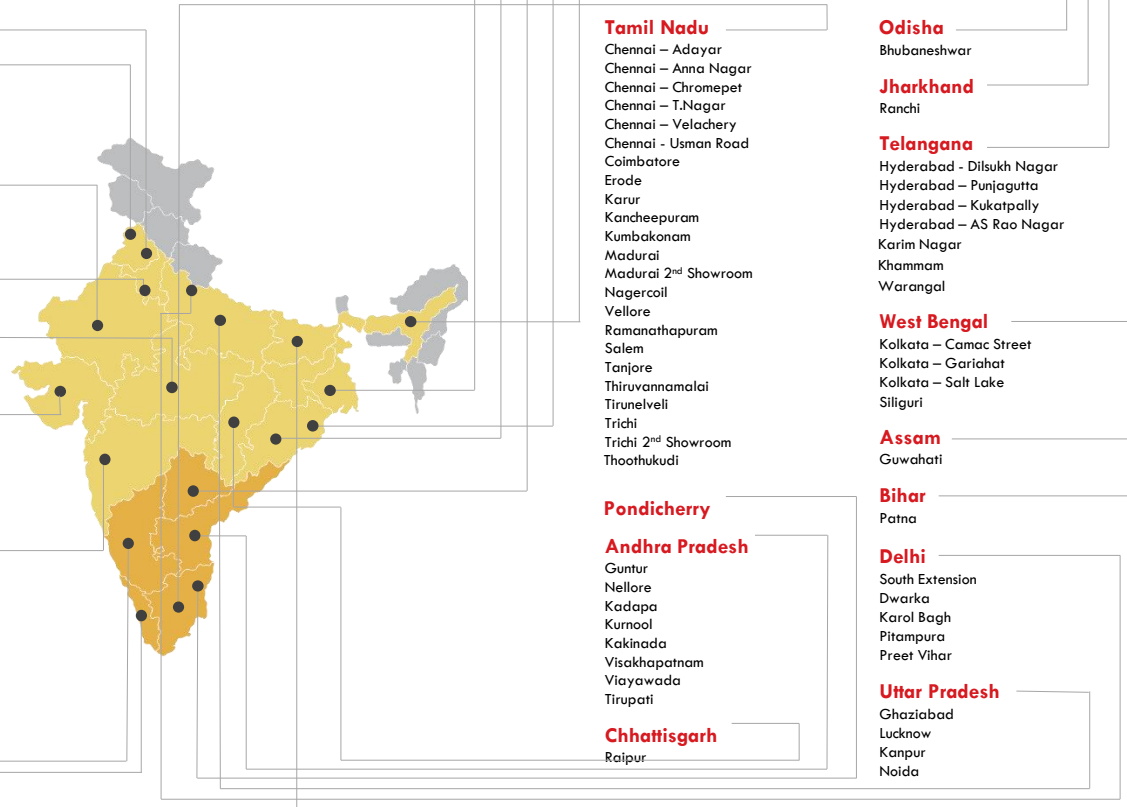 Tamil Nadu
Chennai – Adayar
Chennai – Anna Nagar
Chennai – Chromepet
Chennai – T.Nagar
Chennai – Velachery
Chennai - Usman Road
Coimbatore
Erode
Karur
Kancheepuram
Kumbakonam
Madurai
Madurai 2nd Showroom
Nagercoil
Vellore
Ramanathapuram
Salem
Tanjore
Thiruvannamalai
Tirunelveli
Trichi
Trichi 2nd Showroom
Thoothukudi
Pondicherry
Andhra Pradesh
Guntur
Nellore
Kadapa
Kurnool
Kakinada
Visakhapatnam
Viayawada
Tirupati
Chhattisgarh
Raipur
Odisha
Bhubaneshwar
Jharkhand
Ranchi
Telangana
Hyderabad - Dilsukh Nagar
Hyderabad – Punjagutta
Hyderabad – Kukatpally
Hyderabad – AS Rao Nagar
Karim Nagar
Khammam
Warangal
West Bengal
Kolkata – Camac Street
Kolkata – Gariahat
Kolkata – Salt Lake
Siliguri
Assam
Guwahati
Bihar
Patna
Delhi
South Extension
Dwarka
Karol Bagh
Pitampura
Preet Vihar
Uttar Pradesh
Ghaziabad
Lucknow
Kanpur
Noida